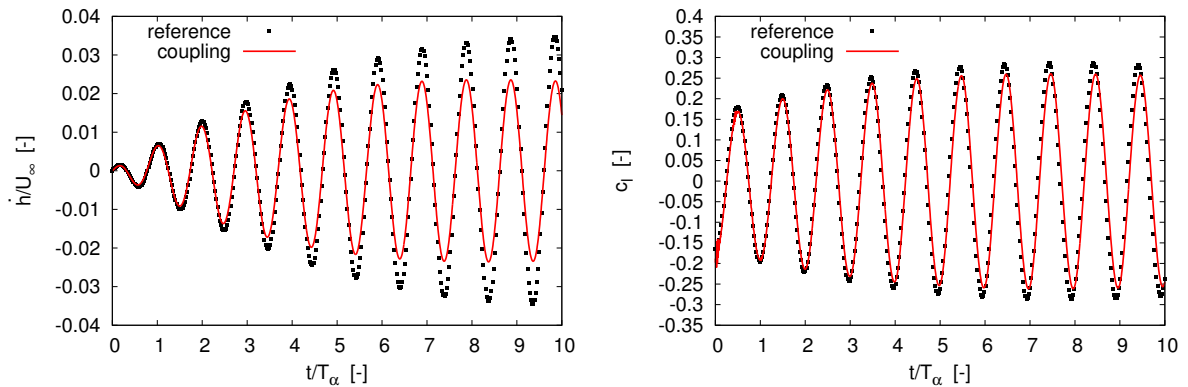 reference
coupling
0.04
0.03
0.02
0.01
0
-0.01
-0.02
-0.03
-0.04
ḣ/U∞ [-]
0 1 2 3 4 5 6 7 8 9 10
t/Tα [-]
reference
coupling
0.4
0.35
0.3
0.25
0.2
0.15
0.1
0.05
0
-0.05
-0.1
-0.15
-0.2
-0.25
-0.3
-0.35
cl [-]
0 1 2 3 4 5 6 7 8 9 10
t/Tα [-]